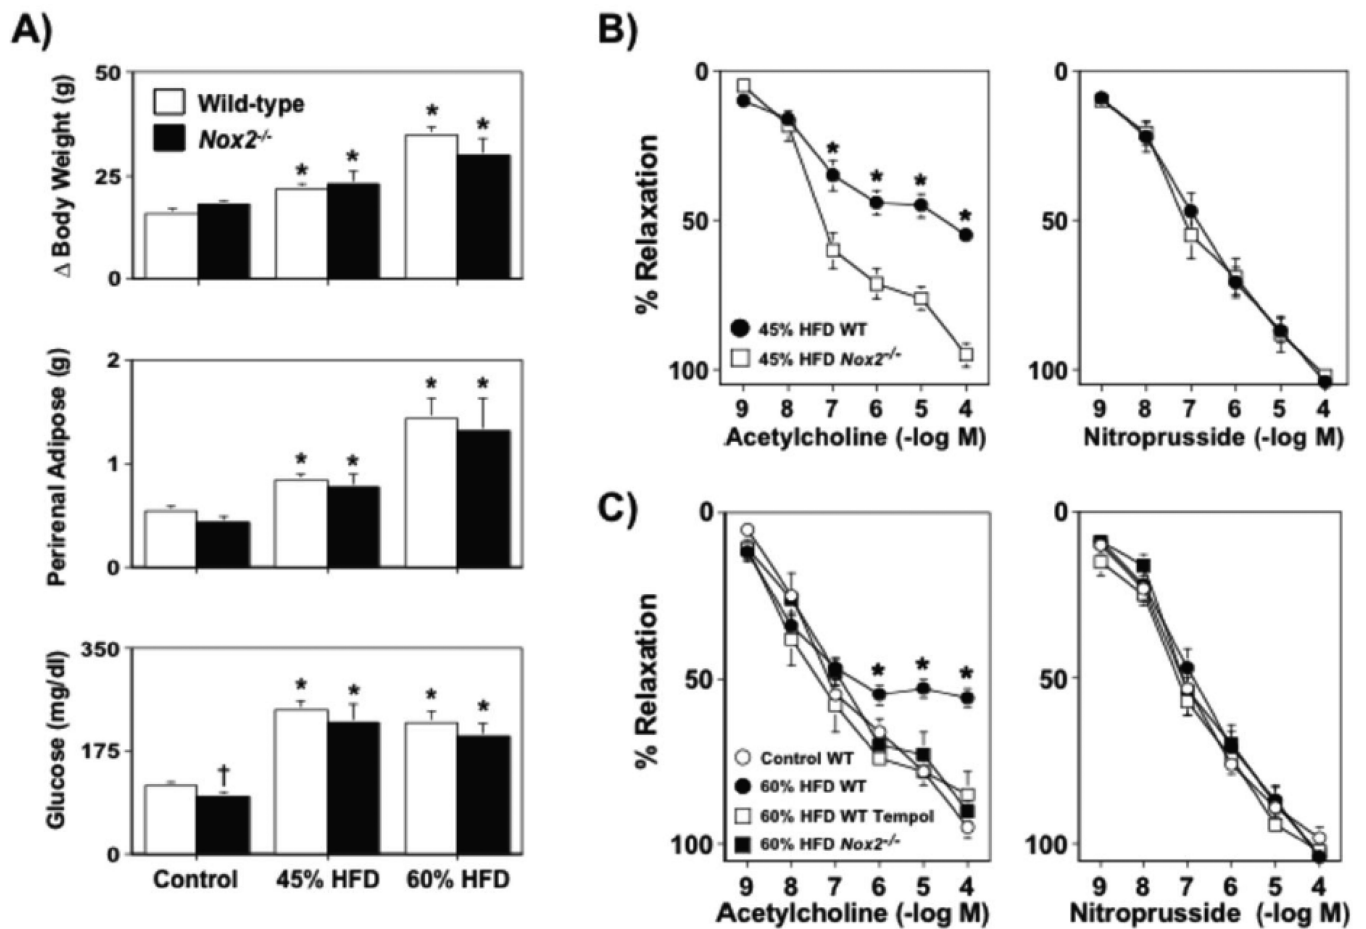 A)
Δ Body Weight (g)
50
25
0
Wild-type
Nox2-/-
* * * *
Perirenal Adipose (g)
2
1
0
* * * *
Glucose (mg/dl)
350
175
0
† * * * *
Control 45% HFD 60% HFD
B)
% Relaxation
0
50
100
* * * *
45% HFD WT
45% HFD Nox2-/-
9 8 7 6 5 4
Acetylcholine (-log M)
0
50
100
9 8 7 6 5 4
Nitroprusside (-log M)
C)
% Relaxation
0
50
100
* * *
Control WT
60% HFD WT
60% HFD WT Tempol
60% HFD Nox2-/-
9 8 7 6 5 4
Acetylcholine (-log M)
0
50
100
9 8 7 6 5 4
Nitroprusside (-log M)